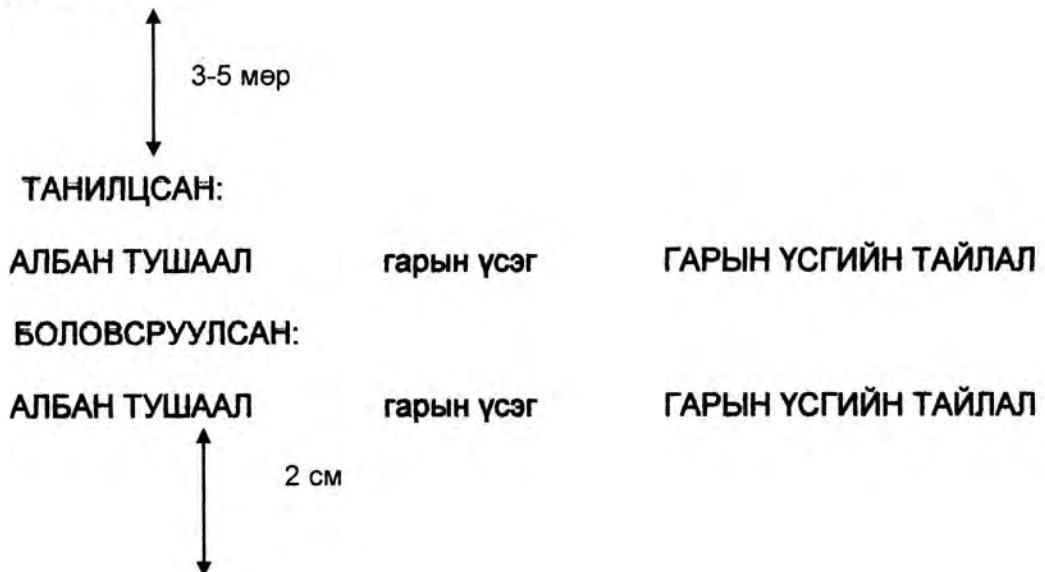 3-5 мөр
ТАНИЛЦСАН:
АЛБАН ТУШААЛ гарын үсэг ГАРЫН ҮСГИЙН ТАЙЛАЛ
БОЛОВСРУУЛСАН:
АЛБАН ТУШААЛ гарын үсэг ГАРЫН ҮСГИЙН ТАЙЛАЛ
2 см